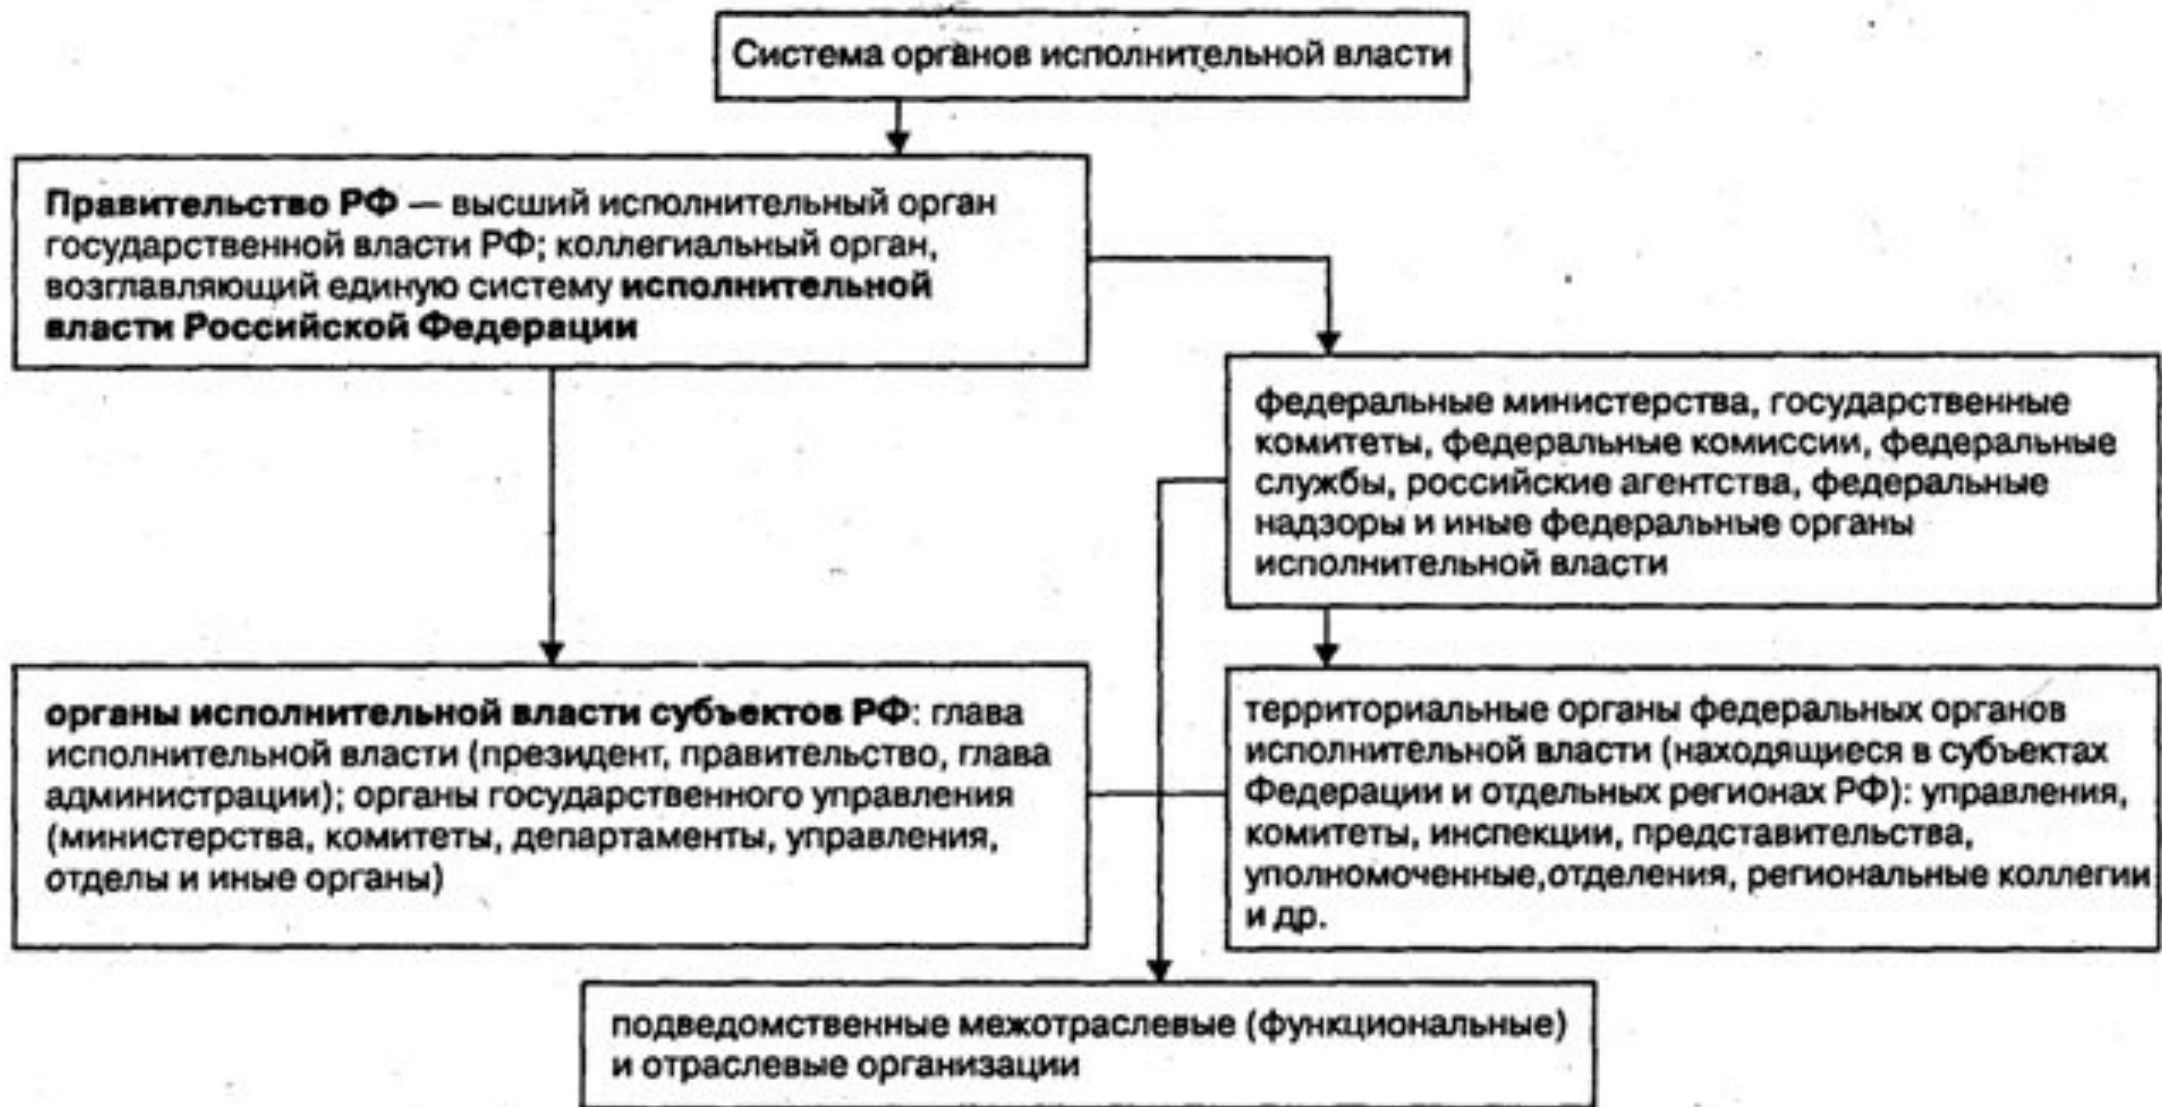 Система органов исполнительной власти
Правительство РФ — высший исполнительный орган
государственной власти РФ; коллегиальный орган,
возглавляющий единую систему исполнительной
власти Российской Федерации
федеральные министерства, государственные
комитеты, федеральные комиссии, федеральные
службы, российские агентства, федеральные
надзоры и иные федеральные органы
исполнительной власти
органы исполнительной власти субъектов РФ: глава
исполнительной власти (президент, правительство, глава
администрации); органы государственного управления
(министерства, комитеты, департаменты, управления,
отделы и иные органы)
территориальные органы федеральных органов
исполнительной власти (находящиеся в субъектах
Федерации и отдельных регионах РФ): управления,
комитеты, инспекции, представительства,
уполномоченные,отделения, региональные коллегии
и др.
подведомственные межотраслевые (функциональные)
и отраслевые организации